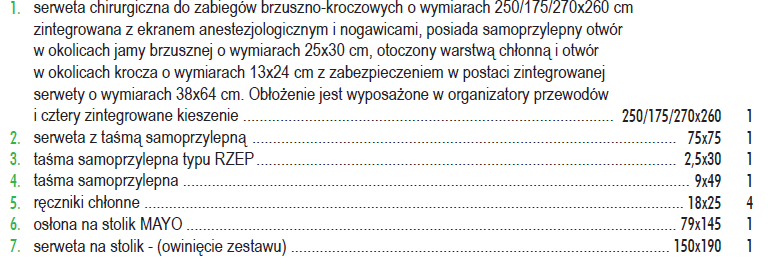 1. serweta chirurgiczna do zabiegów brzuszno-kroczowych o wymiarach 250/175/270x260 cm
zintegrowana z ekranem anestezjologicznym i nogawicami, posiada samoprzylepny otwór
w okolicach jamy brzusznej o wymiarach 25x30 cm, otoczony warstwą chłonną i otwór
w okolicach krocza o wymiarach 13x24 cm z zabezpieczeniem w postaci zintegrowanej
serwety o wymiarach 38x64 cm. Obłożenie jest wyposażone w organizatory przewodów
i cztery zintegrowane kieszenie ........ 250/175/270x260 1
2. serweta z taśmą samoprzylepną ........ 75x75 1
3. taśma samoprzylepna typu RZEP ........ 2,5x30 1
4. taśma samoprzylepna ........ 9x49 1
5. ręczniki chłonne ........ 18x25 4
6. osłona na stolik MAYO ........ 79x145 1
7. serweta na stolik - (owinięcie zestawu) ........ 150x190 1